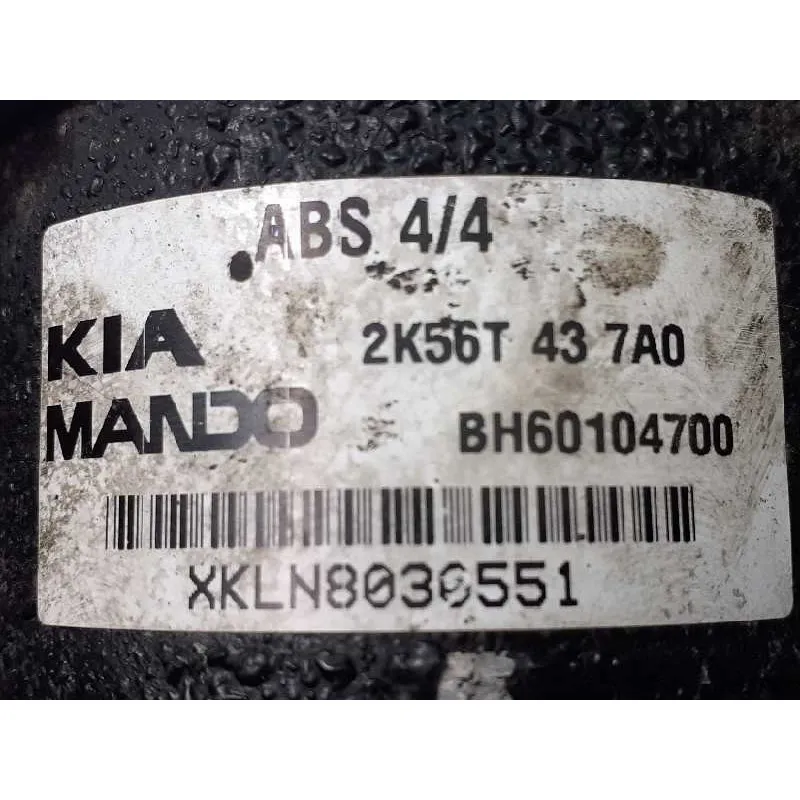 ABS 4/4
KIA 2K56T 43 7A0
MANDO BH60104700
XKLN8030551